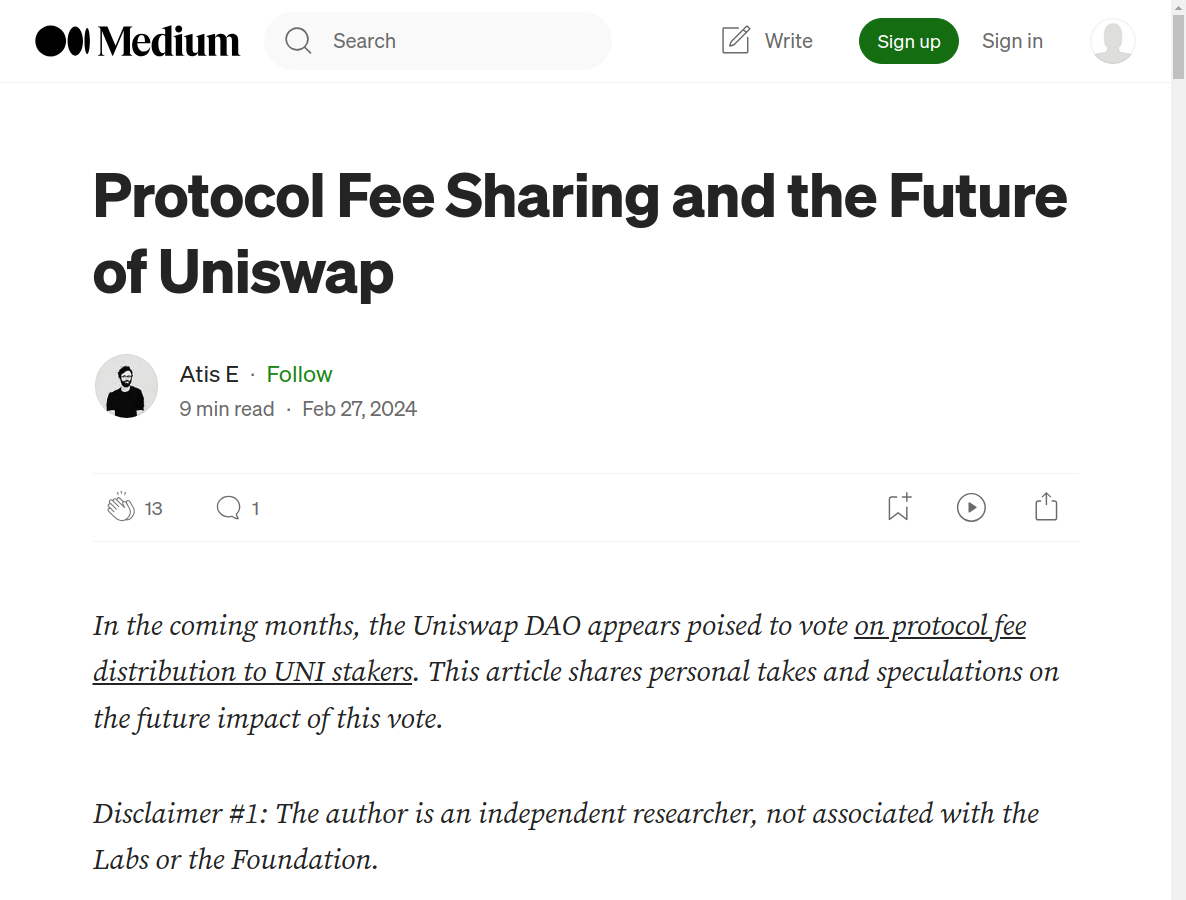 Medium
Search
Write
Sign up
Sign in
Protocol Fee Sharing and the Future
of Uniswap
Atis E · Follow
9 min read · Feb 27, 2024
13
1
In the coming months, the Uniswap DAO appears poised to vote on protocol fee
distribution to UNI stakers. This article shares personal takes and speculations on
the future impact of this vote.
Disclaimer #1: The author is an independent researcher, not associated with the
Labs or the Foundation.